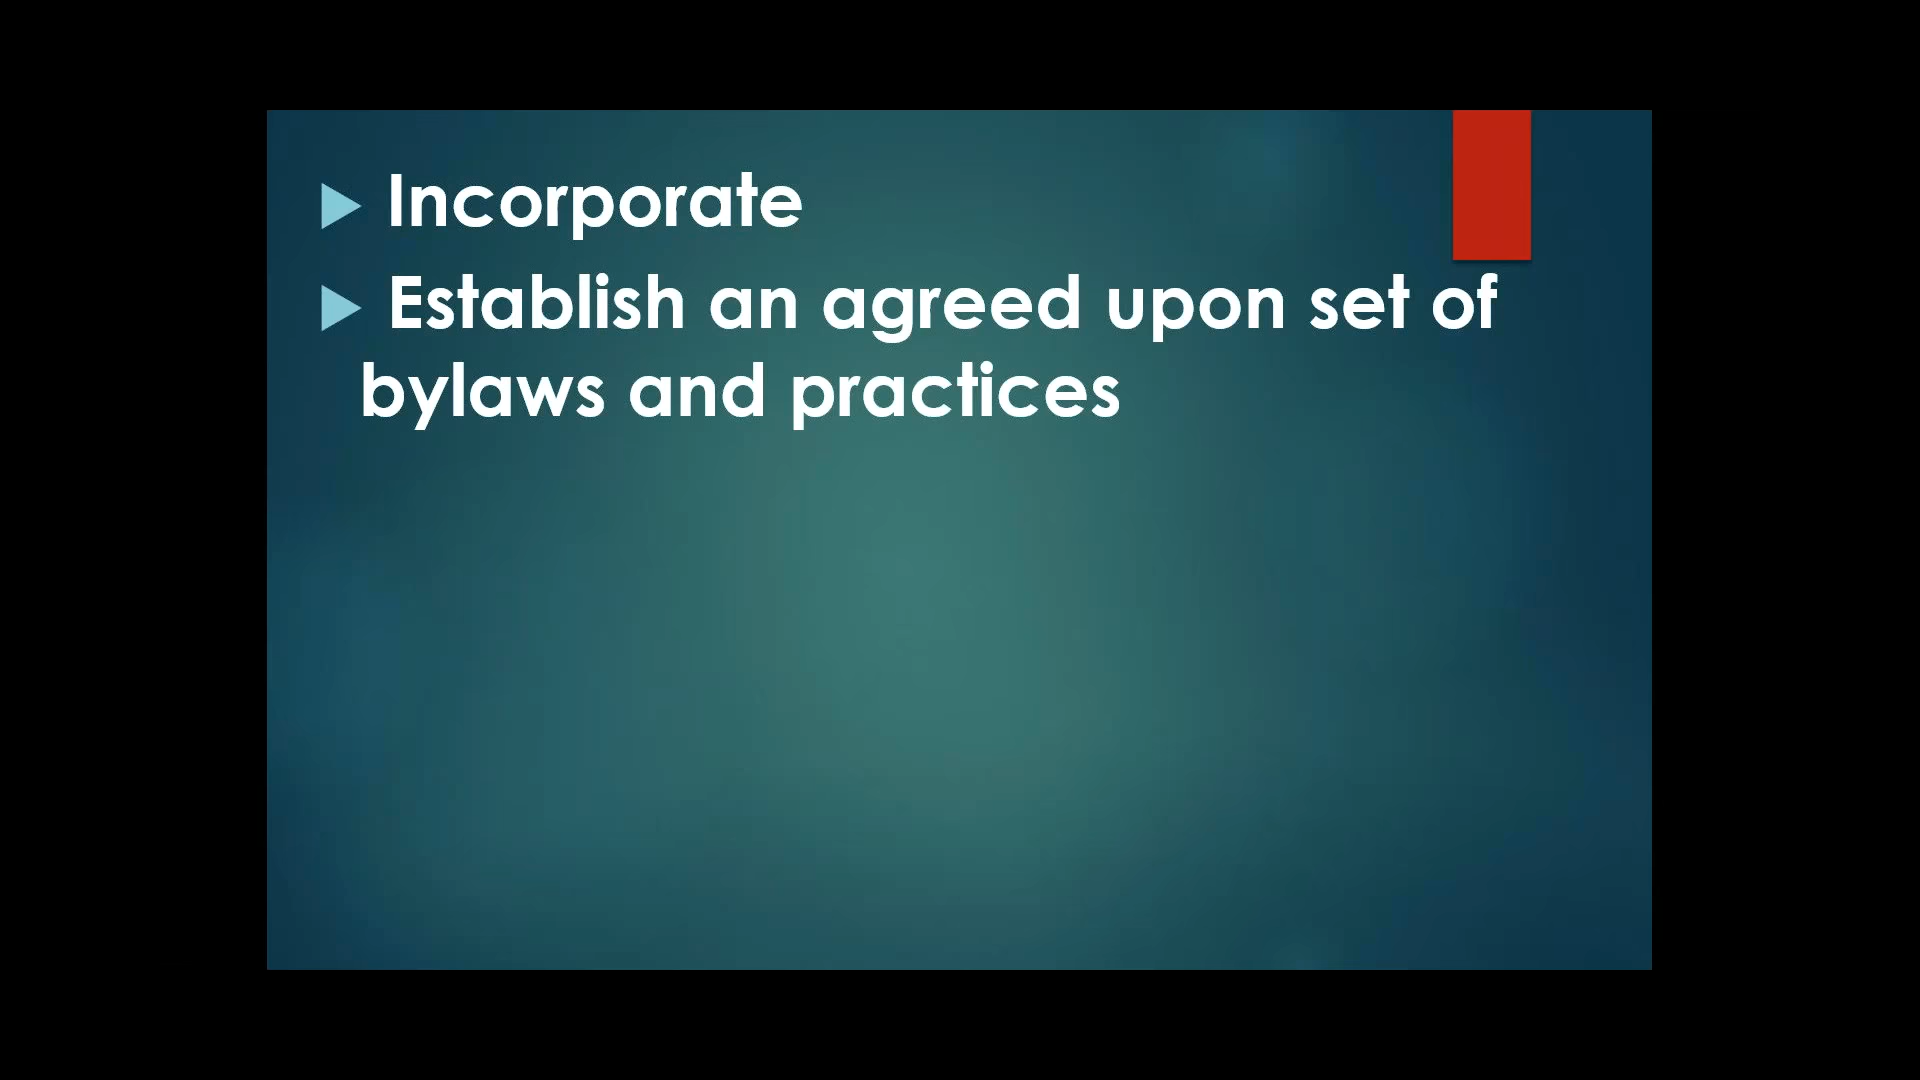 Incorporate
Establish an agreed upon set of
bylaws and practices